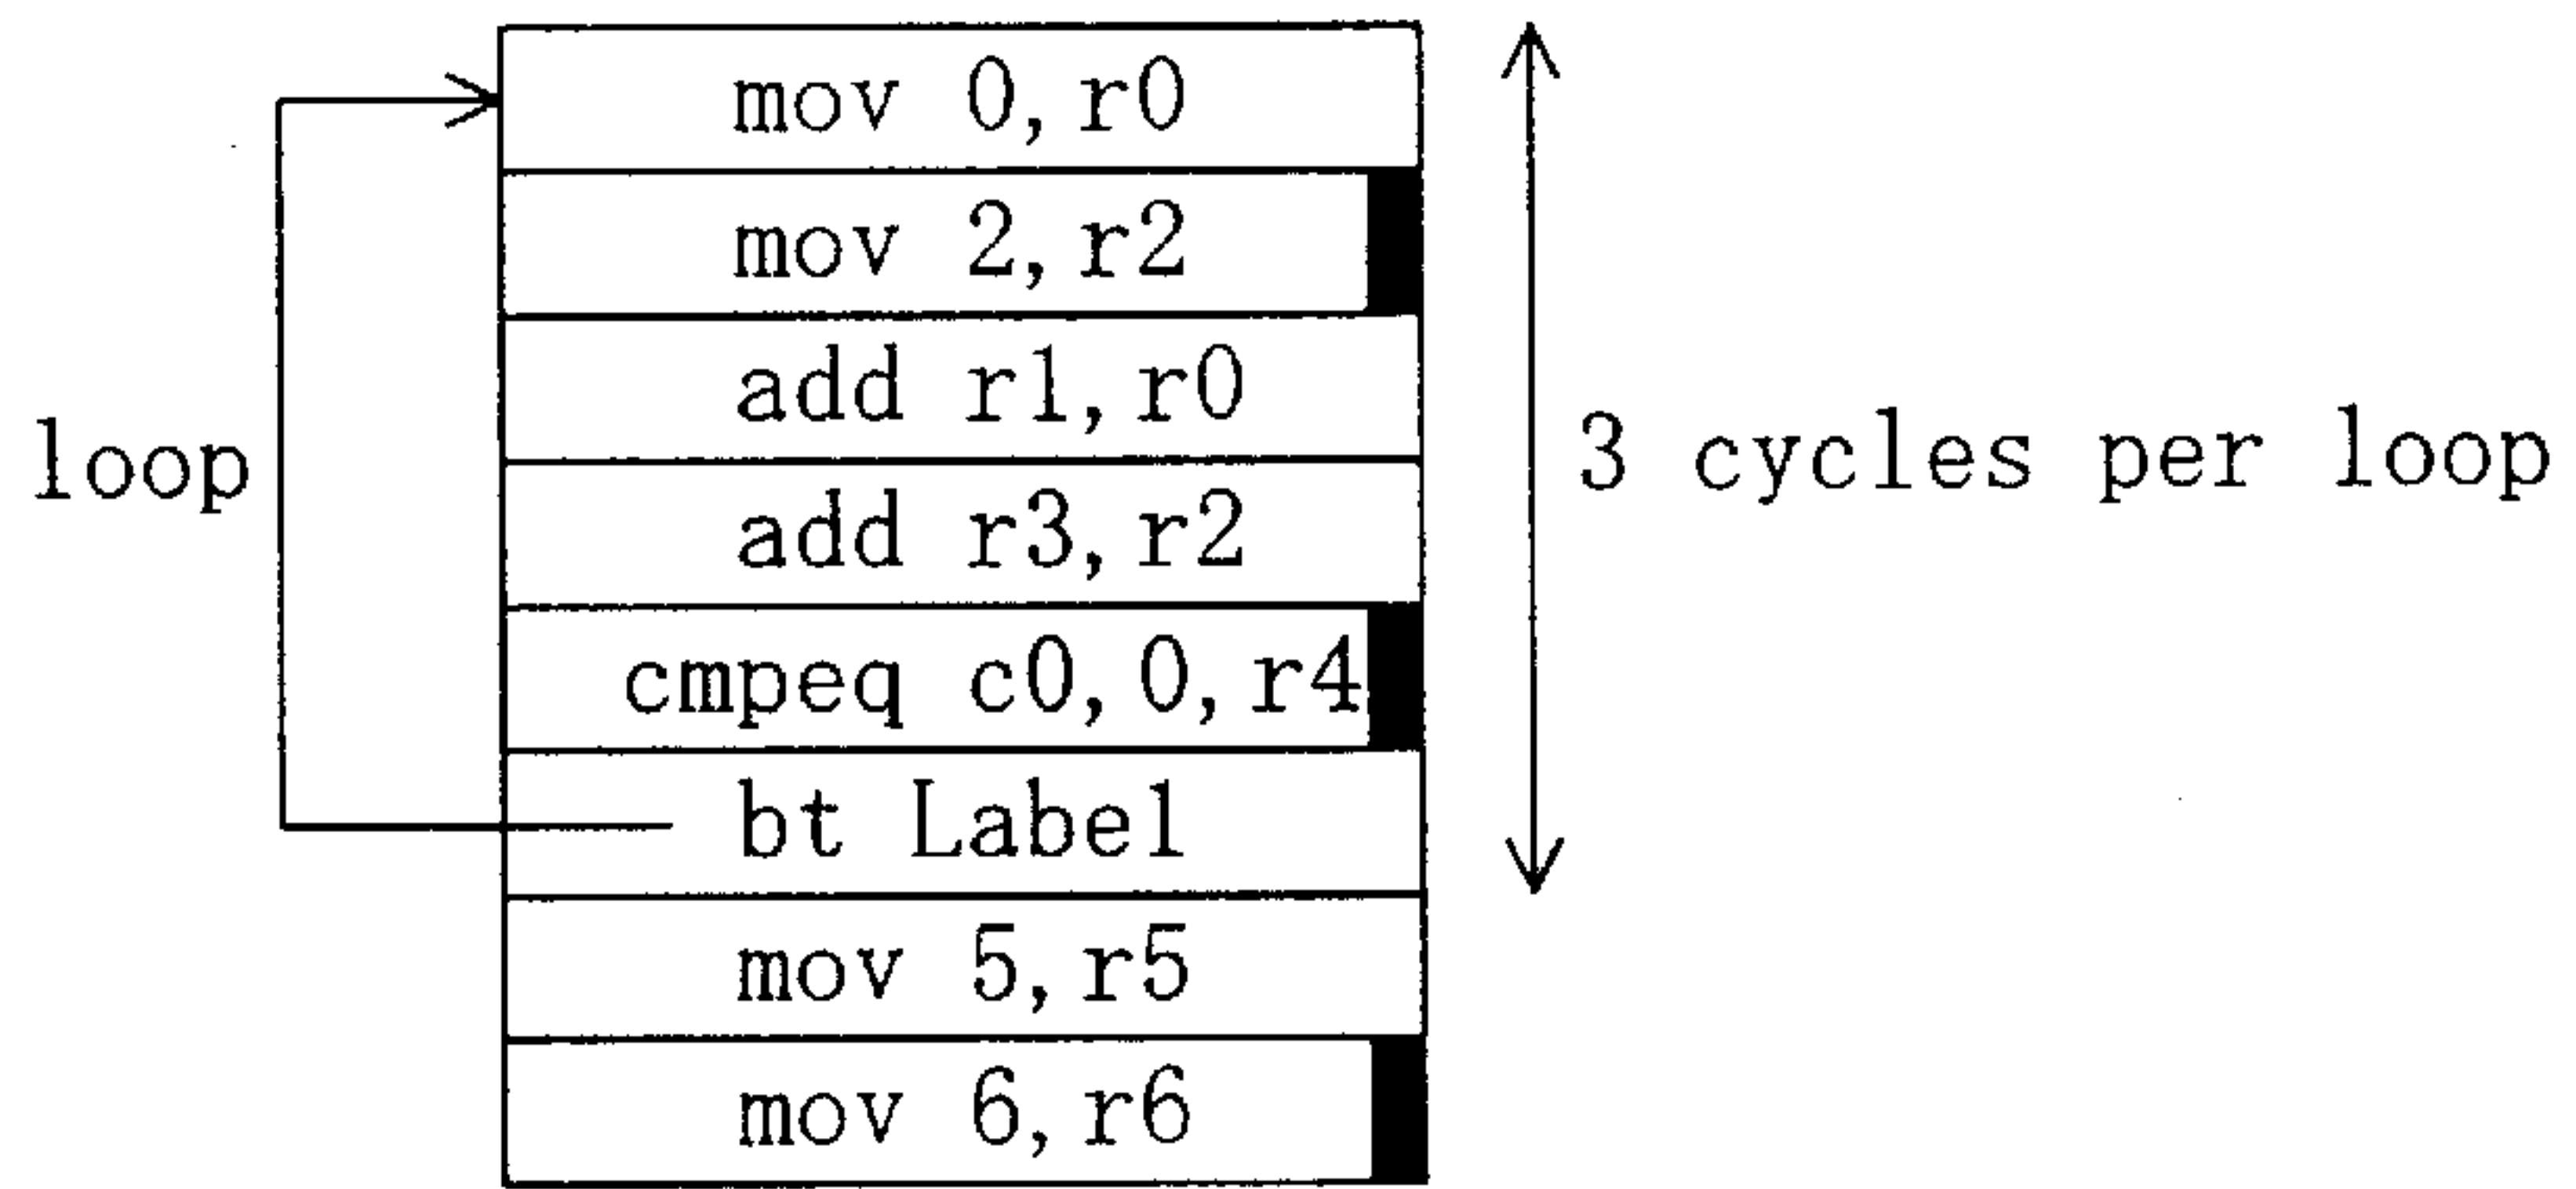 mov 0,r0
mov 2,r2
add r1,r0
loop
3 cycles per loop
add r3,r2
cmpeq c0,0,r4
bt Label
mov 5,r5
mov 6,r6